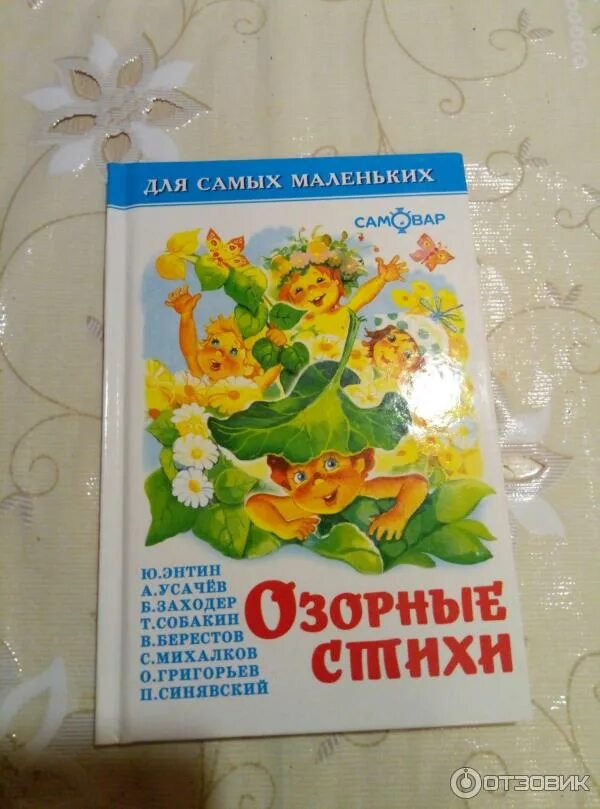 ДЛЯ САМЫХ МАЛЕНЬКИХ
САМОВАР
Ю.ЭНТИН
А.УСАЧЁВ
Б.ЗАХОДЕР
Т.СОБАКИН
В.БЕРЕСТОВ
С.МИХАЛКОВ
О.ГРИГОРЬЕВ
П.СИНЯВСКИЙ
ОЗОРНЫЕ
СТИХИ
ОТЗОВИК